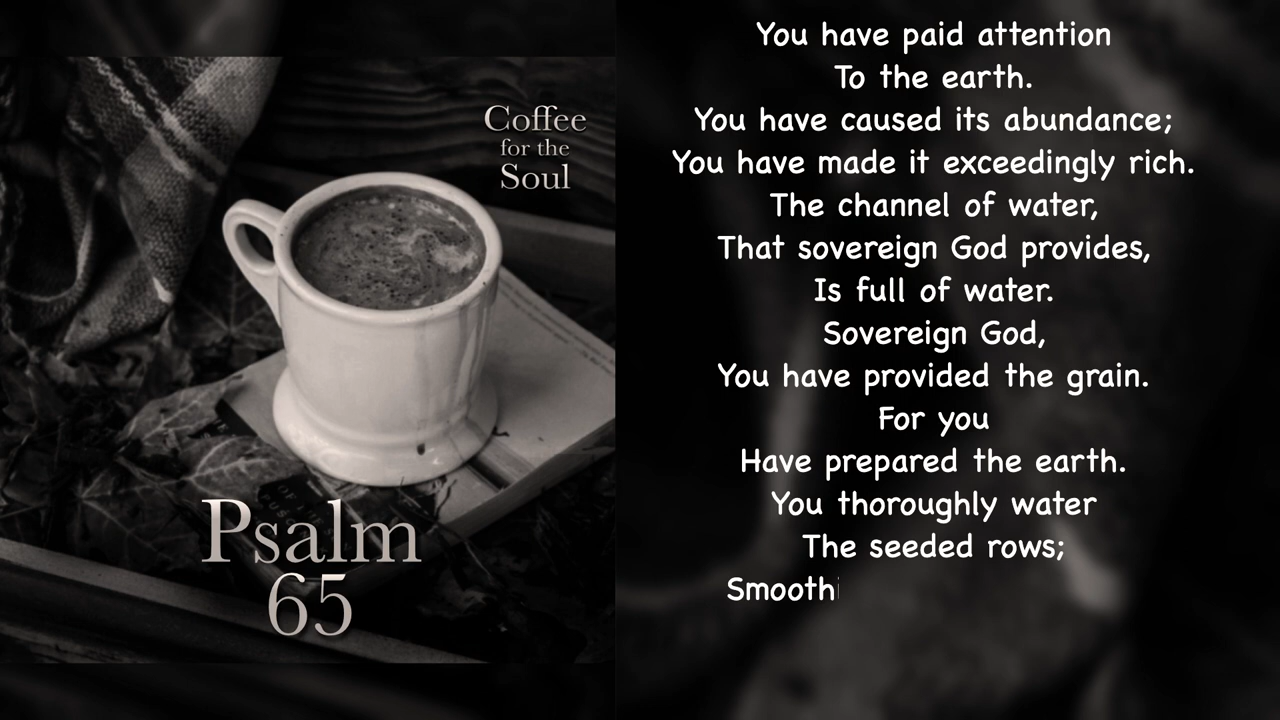 Coffee
for the
Soul
Psalm
65
You have paid attention
To the earth.
You have caused its abundance;
You have made it exceedingly rich.
The channel of water,
That sovereign God provides,
Is full of water.
Sovereign God,
You have provided the grain.
For you
Have prepared the earth.
You thoroughly water
The seeded rows;
Smoothi